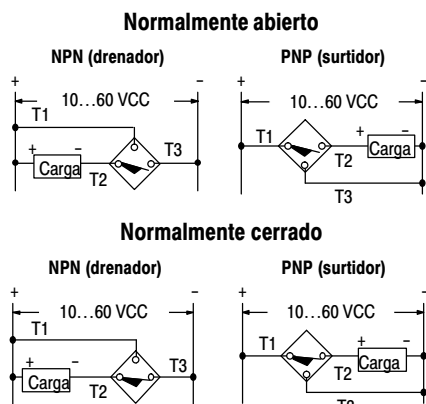 Normalmente abierto
NPN (drenador) PNP (surtidor)
+ − + −
10…60 VCC 10…60 VCC
T1
+ − T3 T1 + −
Carga T2 T2 Carga
T3
Normalmente cerrado
NPN (drenador) PNP (surtidor)
+ − + −
10…60 VCC 10…60 VCC
T1
+ − T3 T1 + −
Carga T2 T2 Carga